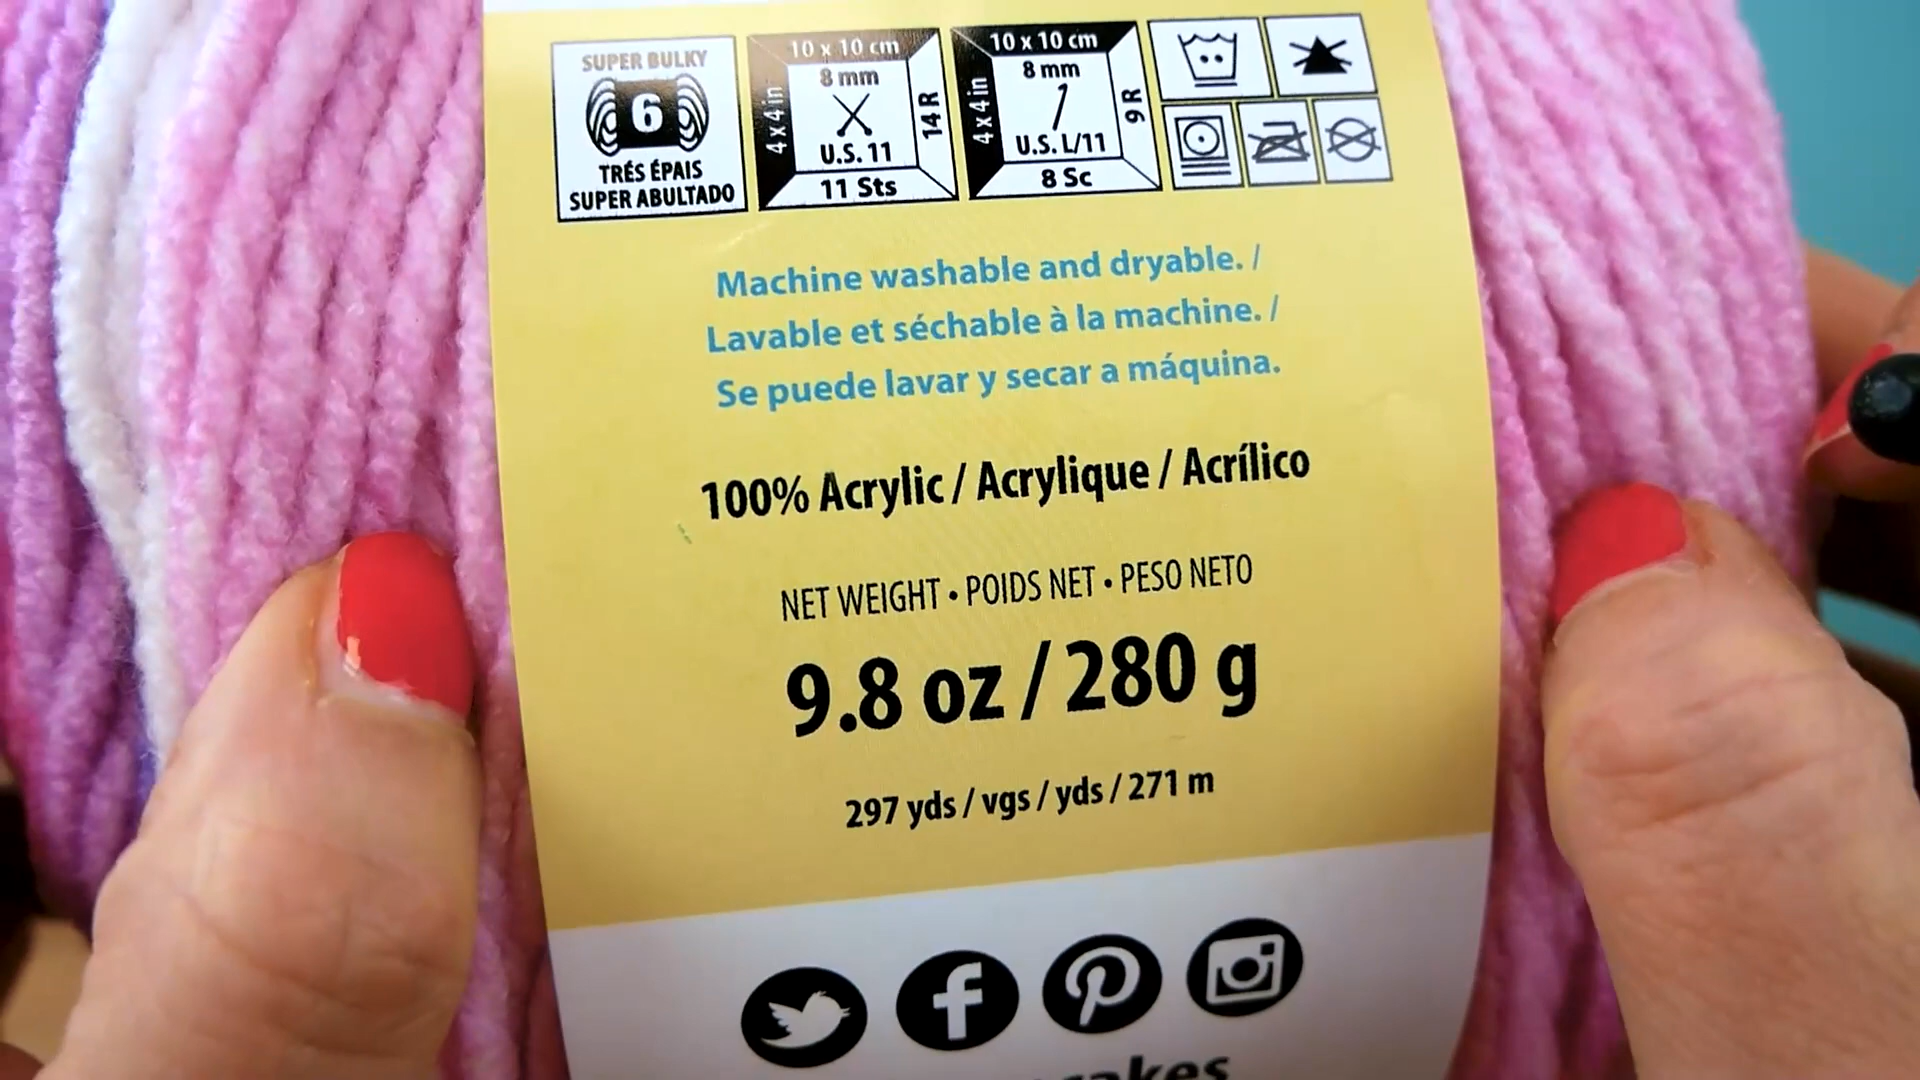 SUPER BULKY
6
TRÉS ÉPAIS
SUPER ABULTADO
10 x 10 cm
4 x 4 in
8 mm
U.S. 11
14 R
11 Sts
10 x 10 cm
4 x 4 in
8 mm
U.S. L/11
9 R
8 Sc
Machine washable and dryable. /
Lavable et séchable à la machine. /
Se puede lavar y secar a máquina.
100% Acrylic / Acrylique / Acrílico
NET WEIGHT • POIDS NET • PESO NETO
9.8 oz / 280 g
297 yds / vgs / yds / 271 m